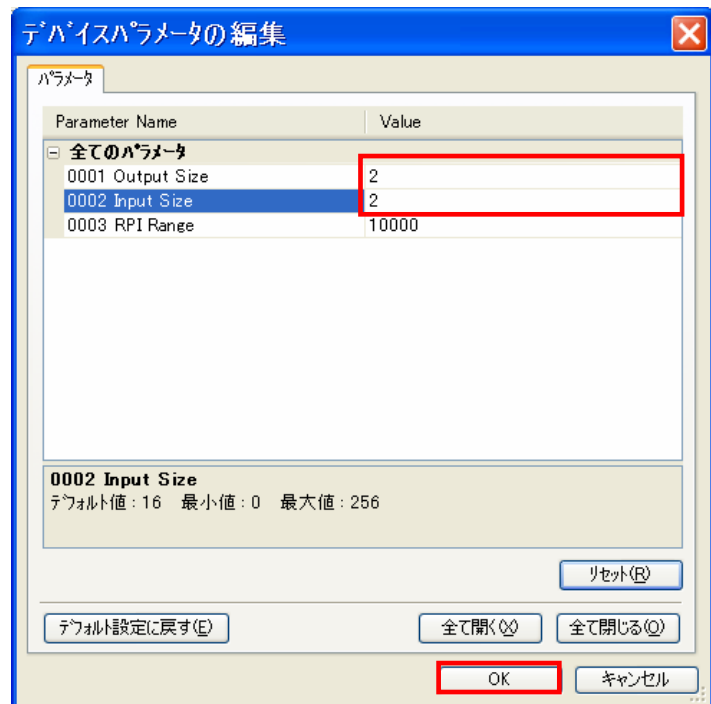 デバイスパラメータの編集
パラメータ
Parameter Name Value
全てのパラメータ
0001 Output Size 2
0002 Input Size 2
0003 RPI Range 10000
0002 Input Size
デフォルト値:16 最小値:0 最大値:256
リセット(R)
デフォルト設定に戻す(E) 全て開く(X) 全て閉じる(O)
OK キャンセル